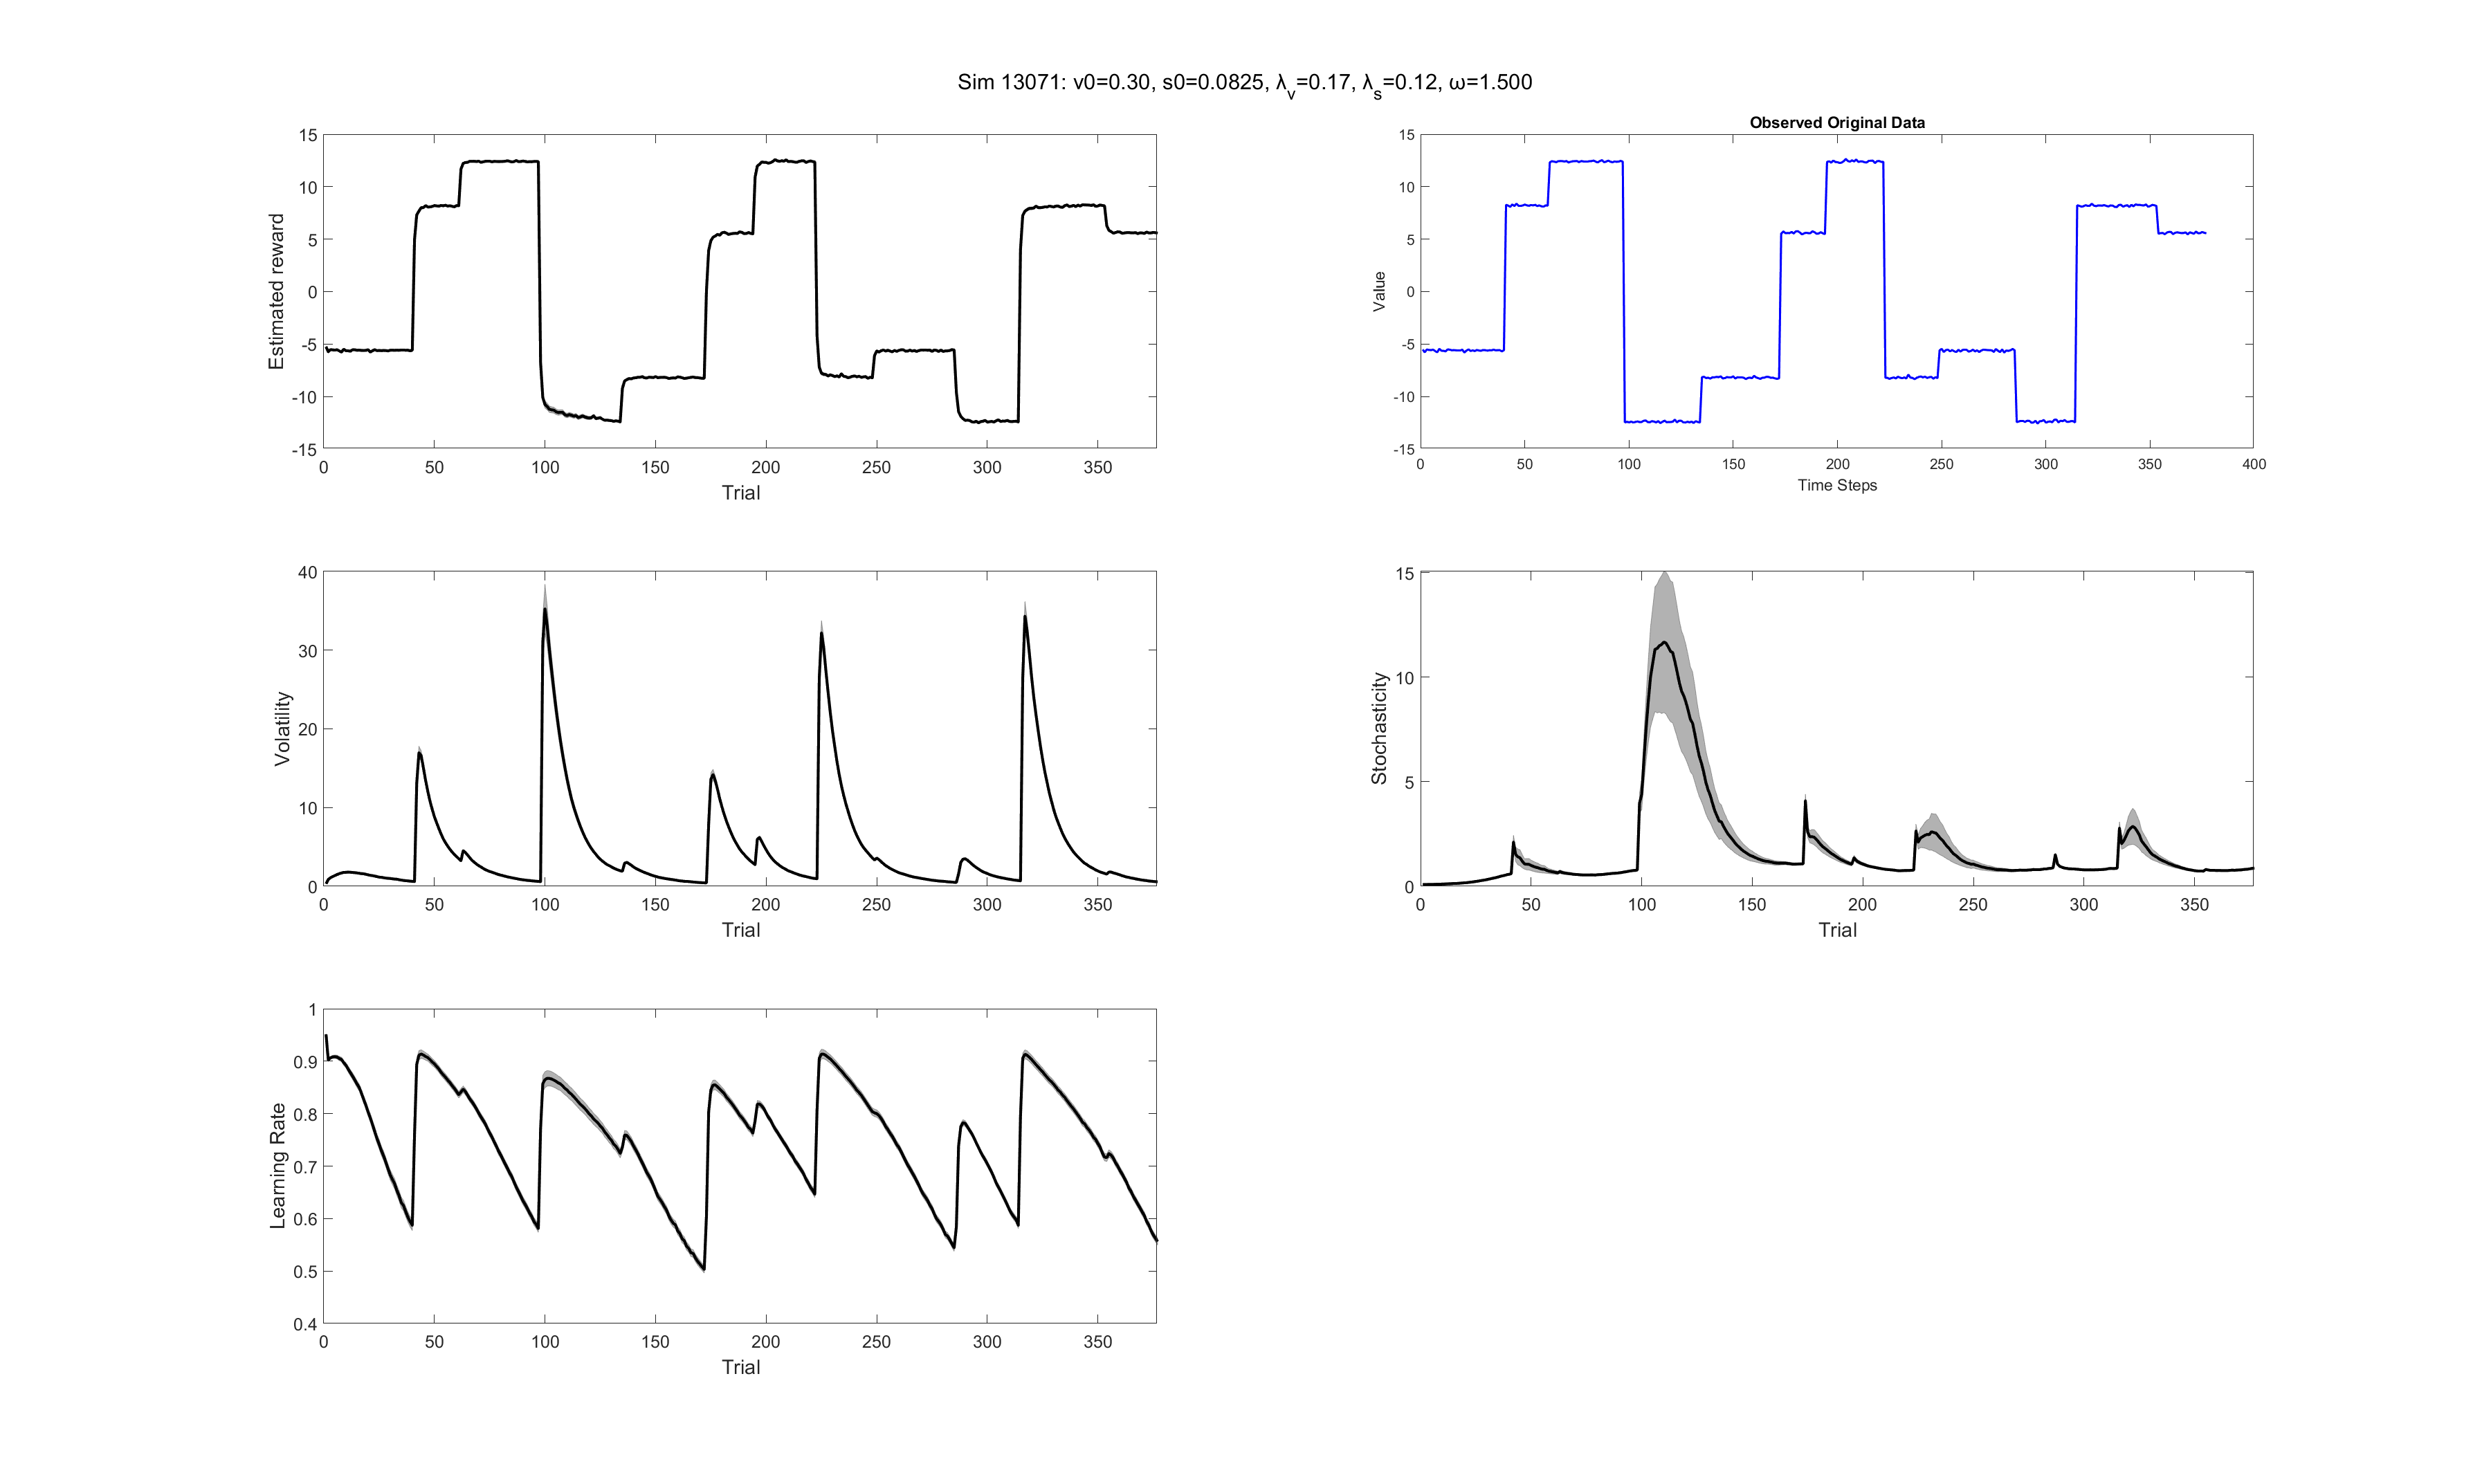 Sim 13071: v0=0.30, s0=0.0825, λv=0.17, λs=0.12, ω=1.500
15
10
5
0
-5
-10
-15
0 50 100 150 200 250 300 350
Estimated reward
Trial
Observed Original Data
15
10
5
0
-5
-10
-15
0 50 100 150 200 250 300 350 400
Value
Time Steps
40
30
20
10
0
0 50 100 150 200 250 300 350
Volatility
Trial
15
10
5
0
0 50 100 150 200 250 300 350
Stochasticity
Trial
1
0.9
0.8
0.7
0.6
0.5
0.4
0 50 100 150 200 250 300 350
Learning Rate
Trial